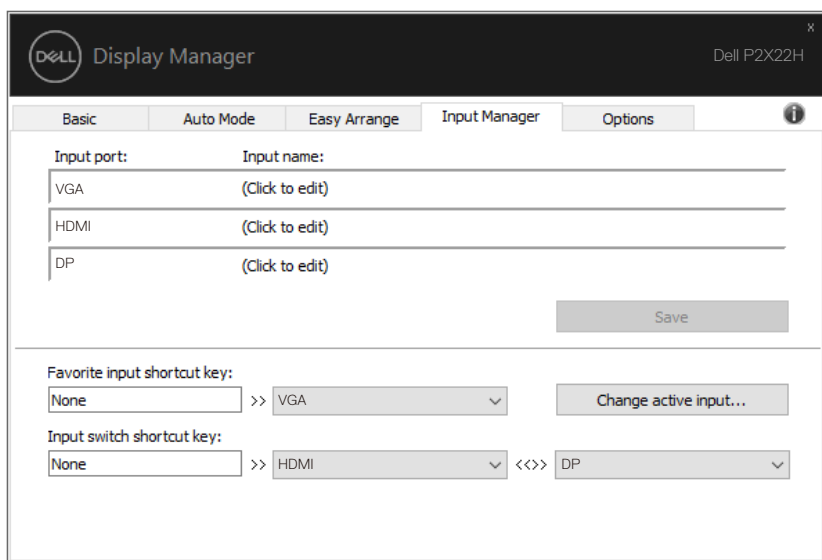 x
DELL Display Manager Dell P2X22H
Basic Auto Mode Easy Arrange Input Manager Options i
Input port: Input name:
VGA (Click to edit)
HDMI (Click to edit)
DP (Click to edit)
Save
Favorite input shortcut key:
None >> VGA Change active input...
Input switch shortcut key:
None >> HDMI <<>> DP